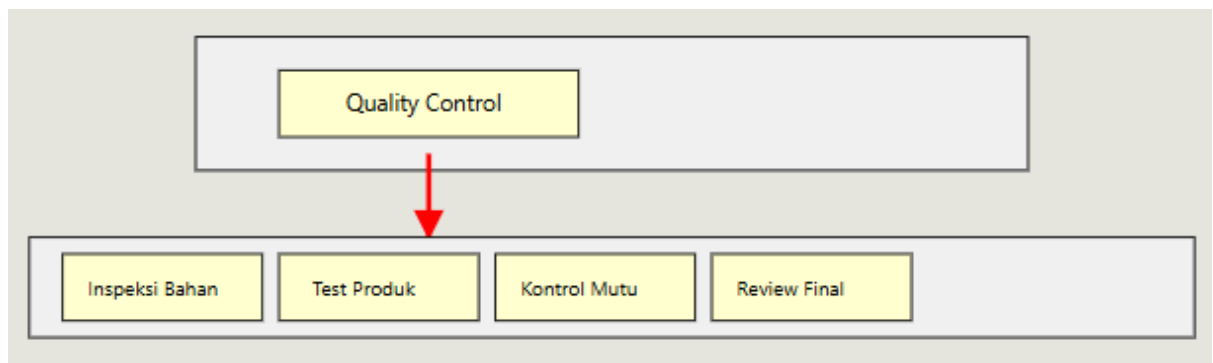 Quality Control
Inspeksi Bahan
Test Produk
Kontrol Mutu
Review Final